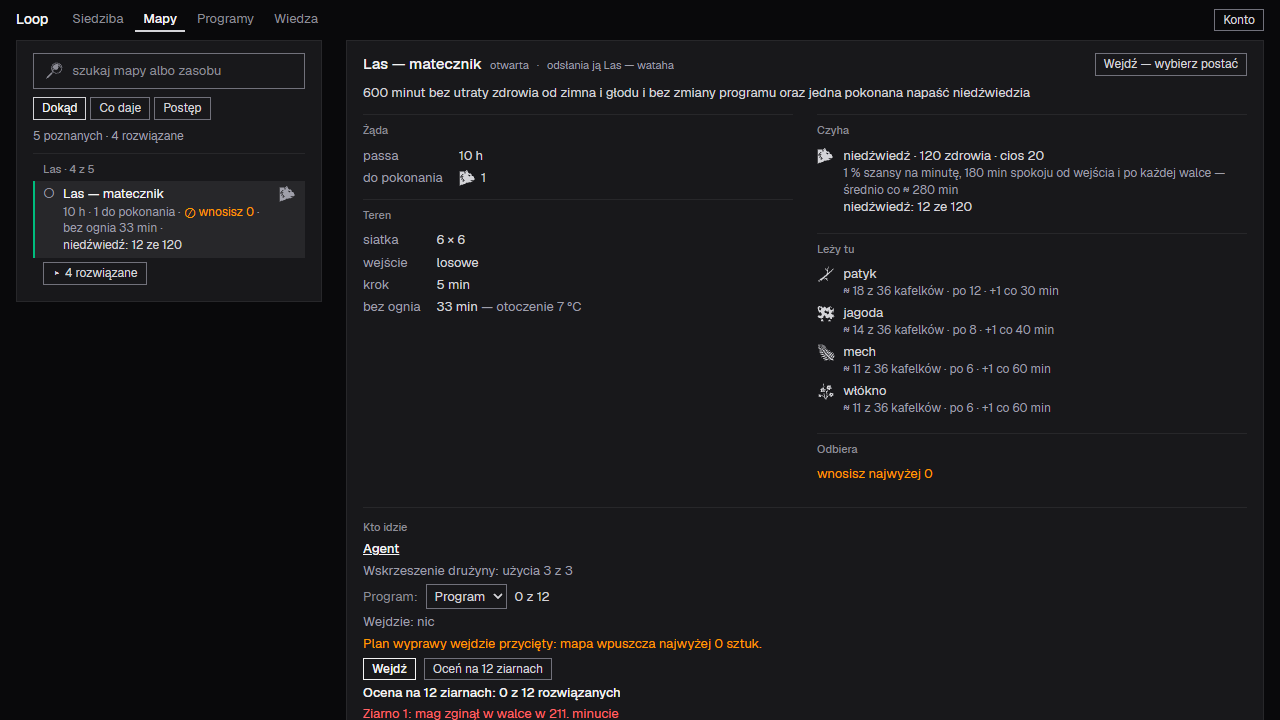 Loop Siedziba Mapy Programy Wiedza Konto
szukaj mapy albo zasobu
Dokąd Co daje Postęp
5 poznanych · 4 rozwiązane
Las · 4 z 5
Las — matecznik
10 h · 1 do pokonania · wnosisz 0 ·
bez ognia 33 min ·
niedźwiedź: 12 ze 120
4 rozwiązane
Las — matecznik otwarta · odsłania ją Las — wataha Wejdź — wybierz postać
600 minut bez utraty zdrowia od zimna i głodu i bez zmiany programu oraz jedna pokonana napaść niedźwiedzia
Żąda
passa 10 h
do pokonania 1
Teren
siatka 6 × 6
wejście losowe
krok 5 min
bez ognia 33 min — otoczenie 7 °C
Czyha
niedźwiedź · 120 zdrowia · cios 20
1 % szansy na minutę, 180 min spokoju od wejścia i po każdej walce —
średnio co ≈ 280 min
niedźwiedź: 12 ze 120
Leży tu
patyk
≈ 18 z 36 kafelków · po 12 · +1 co 30 min
jagoda
≈ 14 z 36 kafelków · po 8 · +1 co 40 min
mech
≈ 11 z 36 kafelków · po 6 · +1 co 60 min
włókno
≈ 11 z 36 kafelków · po 6 · +1 co 60 min
Odbiera
wnosisz najwyżej 0
Kto idzie
Agent
Wskrzeszenie drużyny: użycia 3 z 3
Program: Program 0 z 12
Wejdzie: nic
Plan wyprawy wejdzie przycięty: mapa wpuszcza najwyżej 0 sztuk.
Wejdź Oceń na 12 ziarnach
Ocena na 12 ziarnach: 0 z 12 rozwiązanych
Ziarno 1: mag zginął w walce w 211. minucie